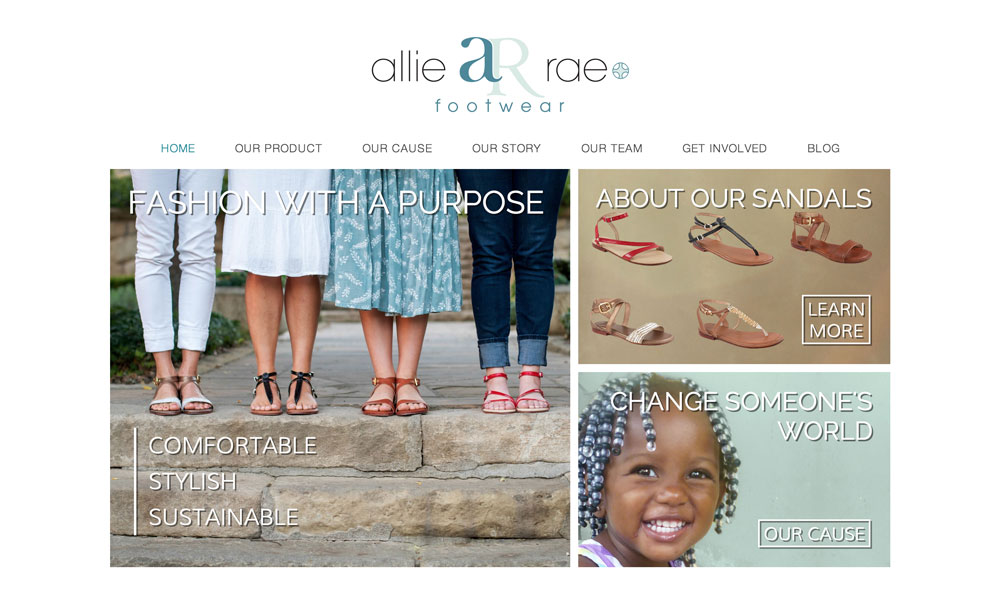 allie aR rae
footwear
HOME OUR PRODUCT OUR CAUSE OUR STORY OUR TEAM GET INVOLVED BLOG
FASHION WITH A PURPOSE
COMFORTABLE
STYLISH
SUSTAINABLE
ABOUT OUR SANDALS
LEARN
MORE
CHANGE SOMEONE'S
WORLD
OUR CAUSE